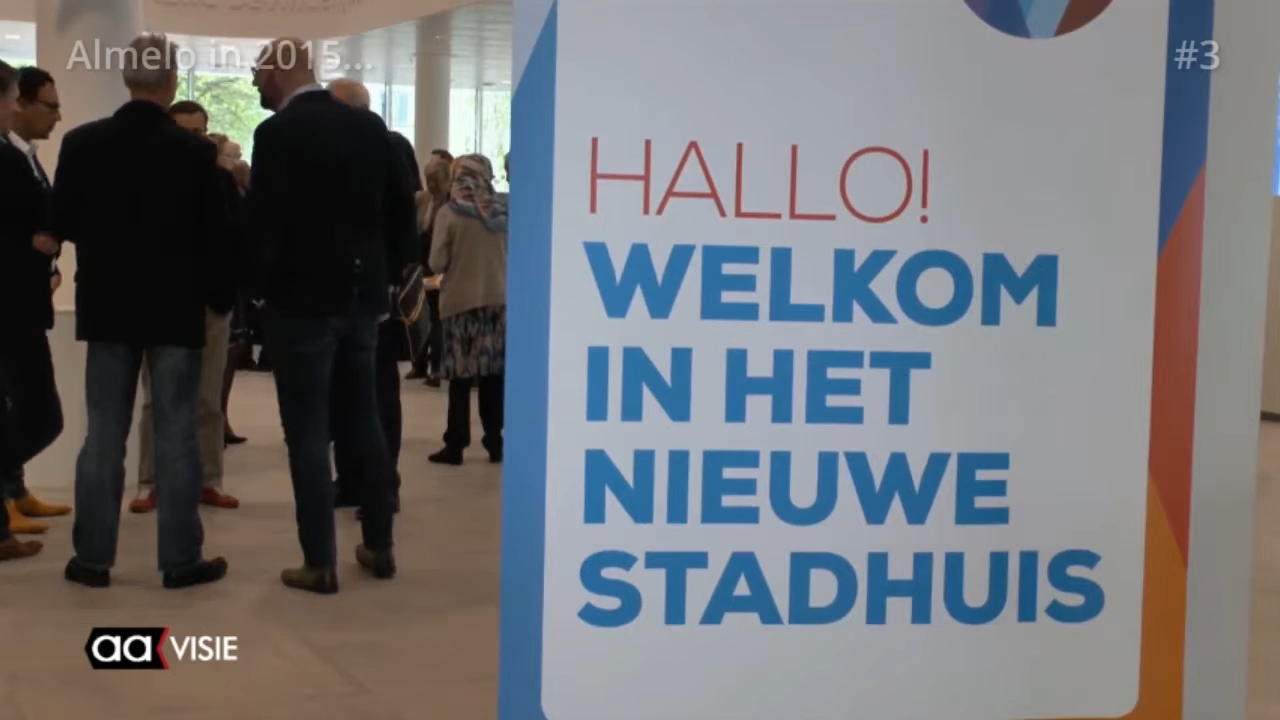 Almelo in 2015...
#3
HALLO!
WELKOM
IN HET
NIEUWE
STADHUIS
aa VISIE